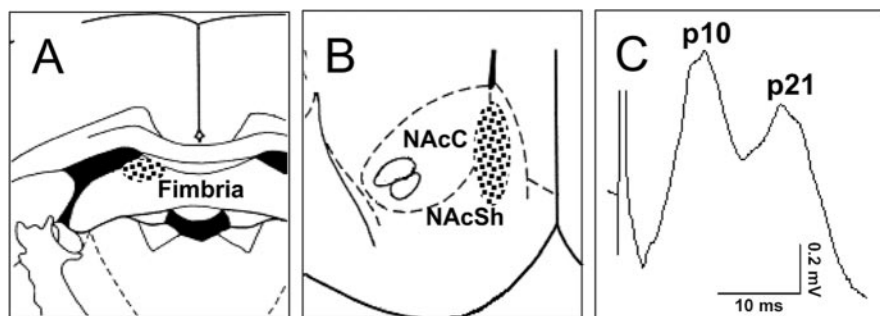 A
Fimbria
B
NAcC
NAcSh
C
p10
p21
0.2 mV
10 ms